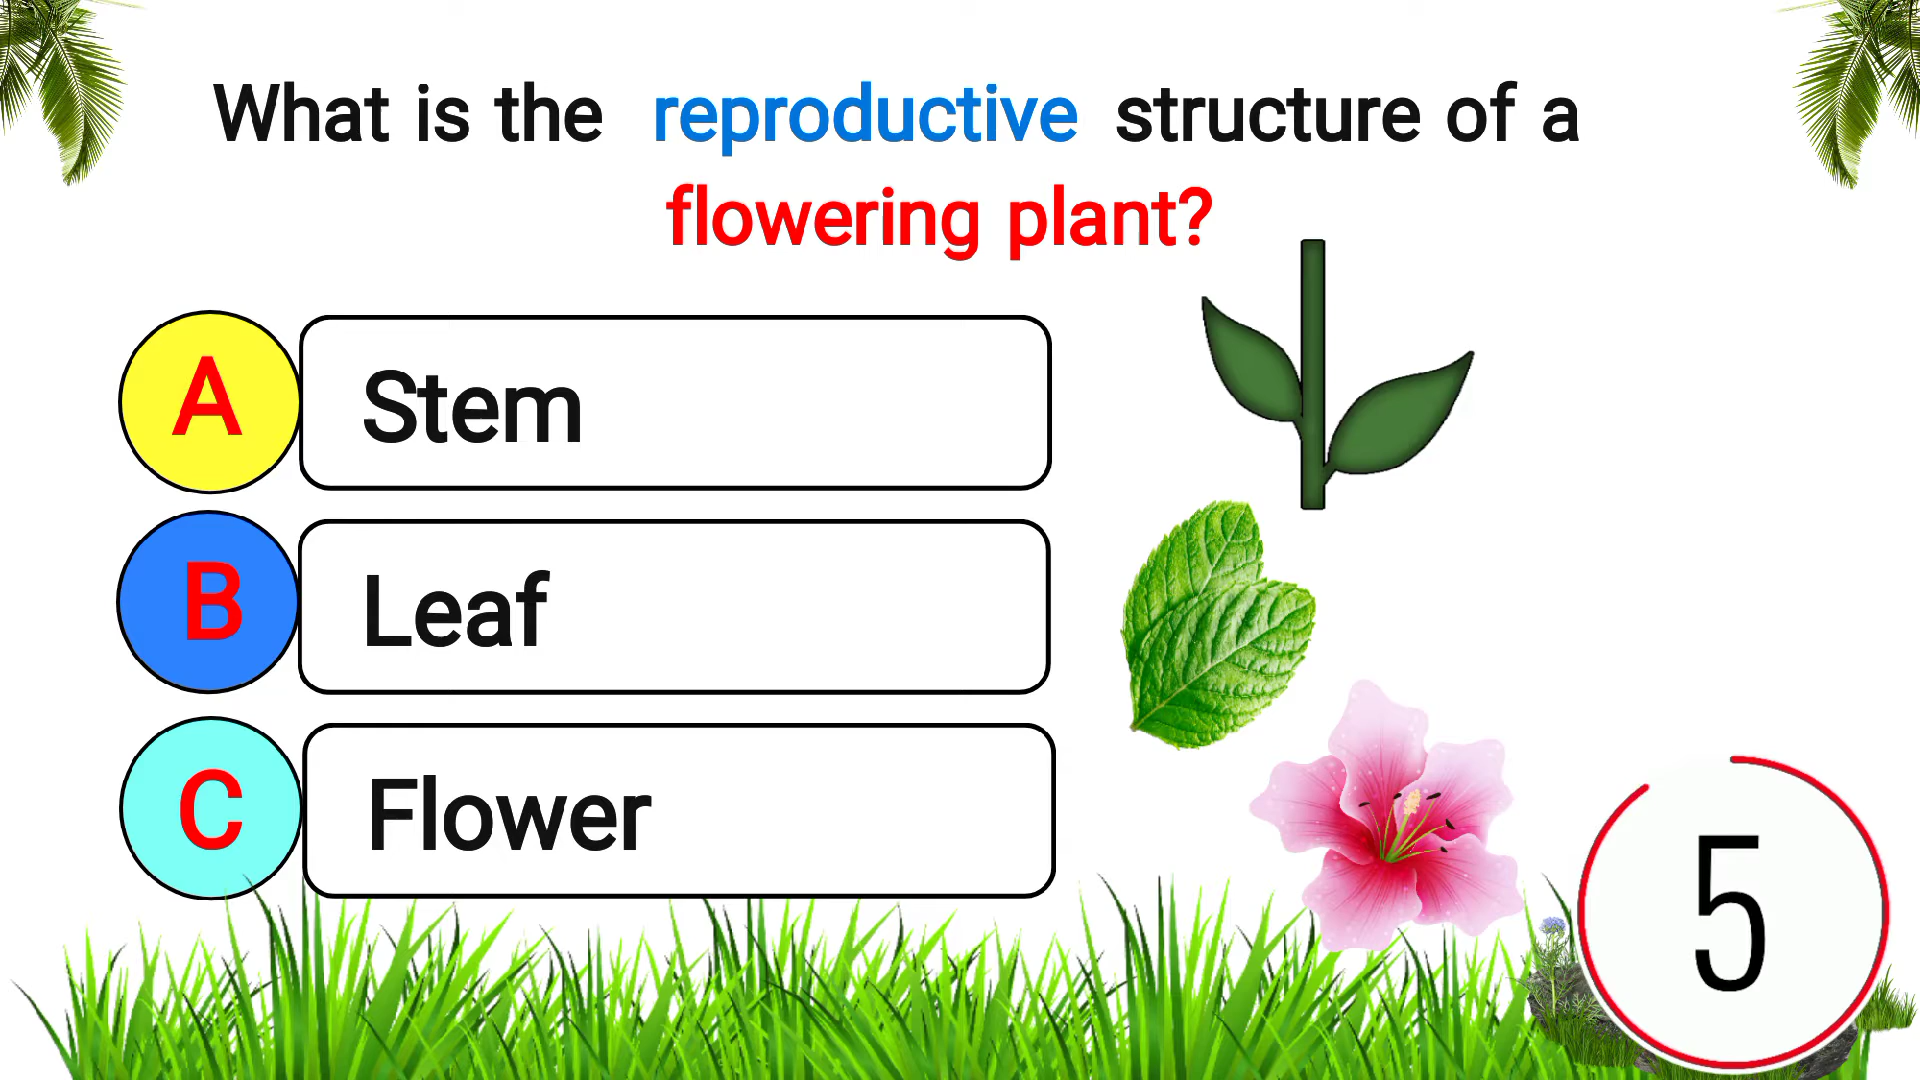 What is the reproductive structure of a
flowering plant?
A Stem
B Leaf
C Flower
5